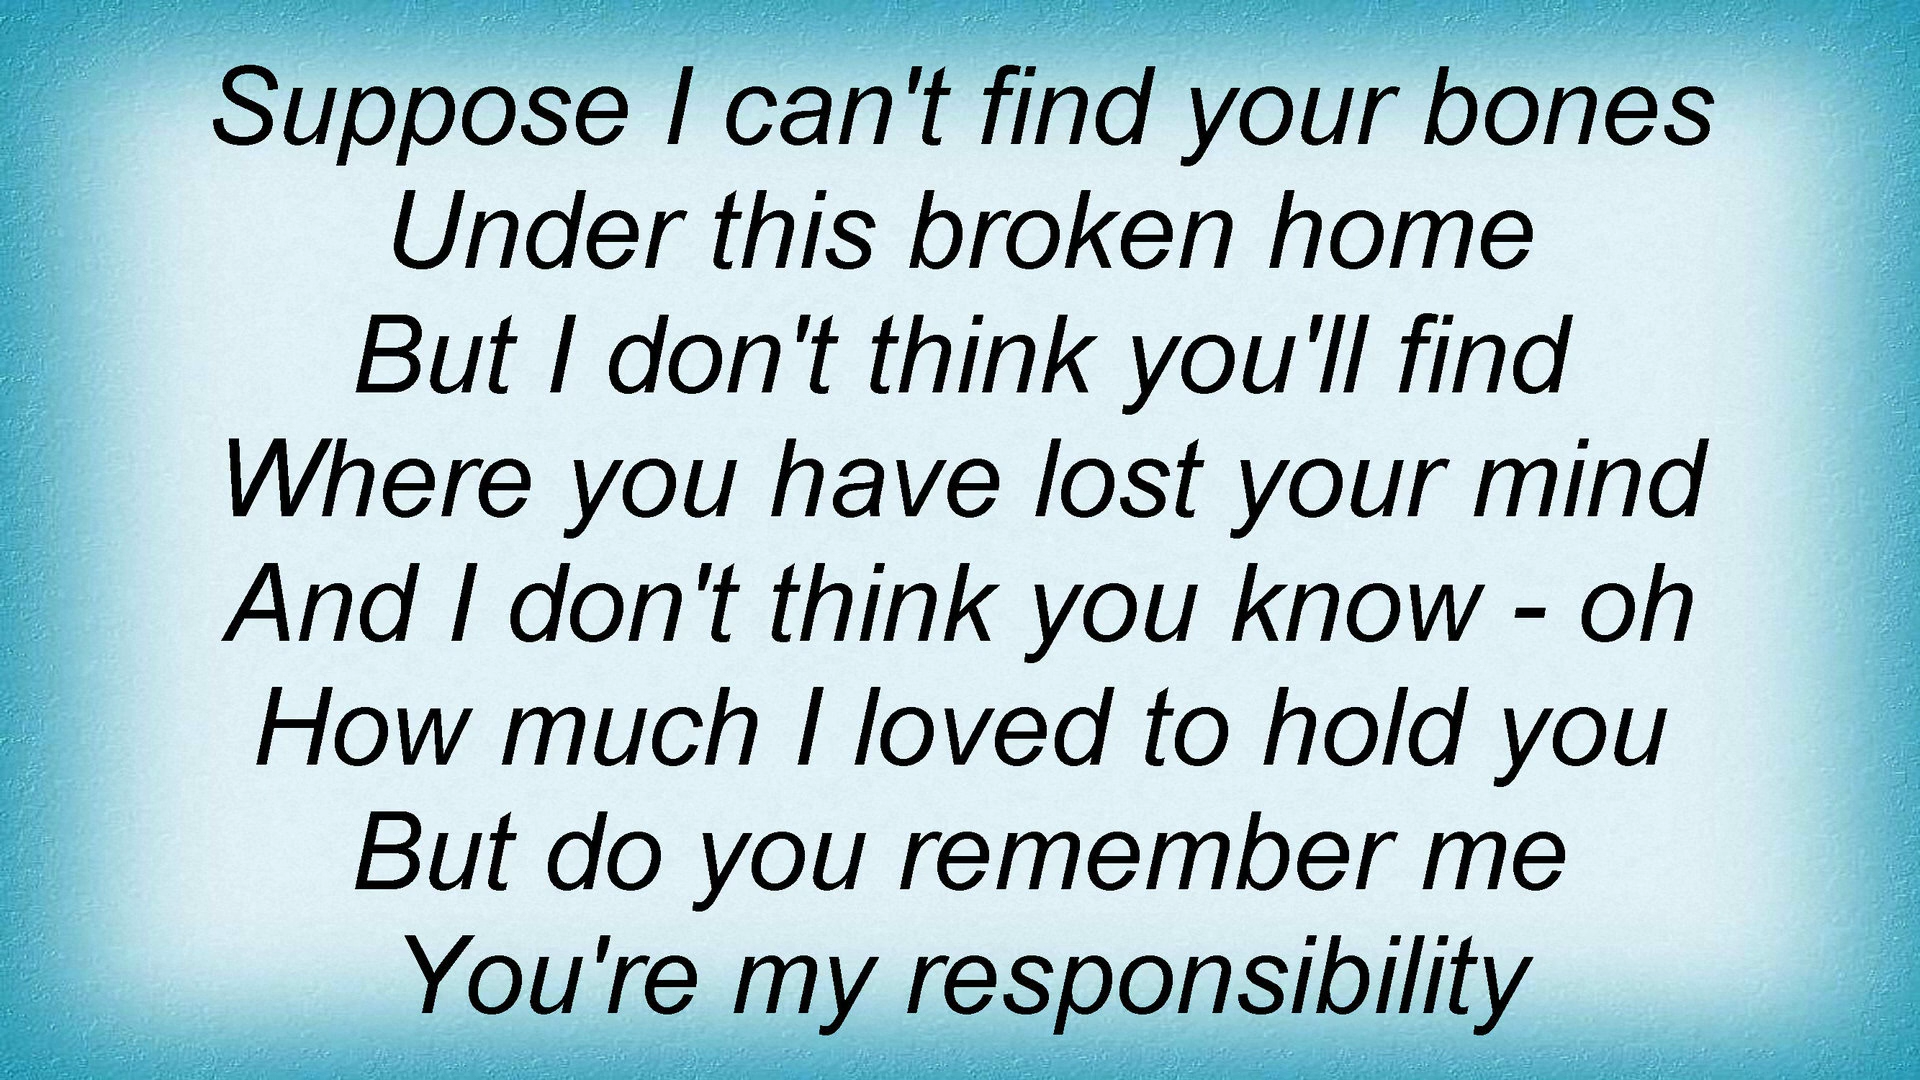 Suppose I can't find your bones
Under this broken home
But I don't think you'll find
Where you have lost your mind
And I don't think you know - oh
How much I loved to hold you
But do you remember me
You're my responsibility